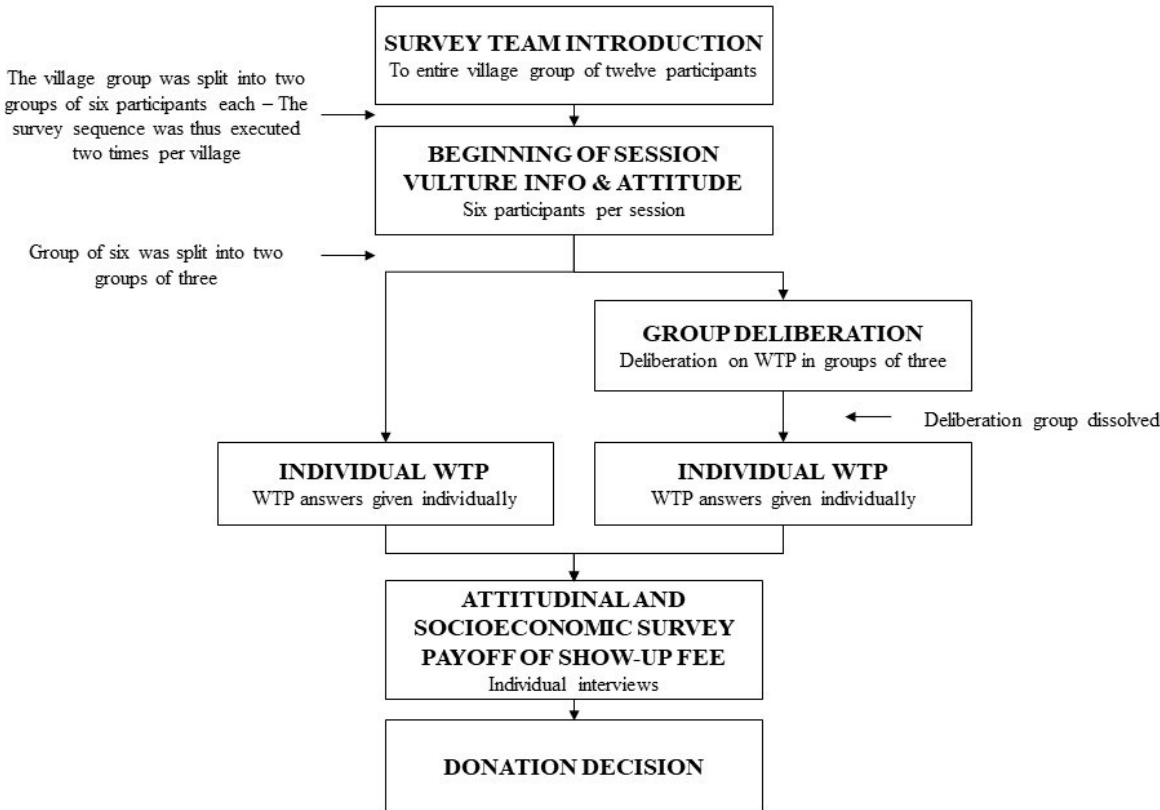 SURVEY TEAM INTRODUCTION
To entire village group of twelve participants
The village group was split into two
groups of six participants each – The
survey sequence was thus executed
two times per village
BEGINNING OF SESSION
VULTURE INFO & ATTITUDE
Six participants per session
Group of six was split into two
groups of three
GROUP DELIBERATION
Deliberation on WTP in groups of three
Deliberation group dissolved
INDIVIDUAL WTP
WTP answers given individually
INDIVIDUAL WTP
WTP answers given individually
ATTITUDINAL AND
SOCIOECONOMIC SURVEY
PAYOFF OF SHOW-UP FEE
Individual interviews
DONATION DECISION